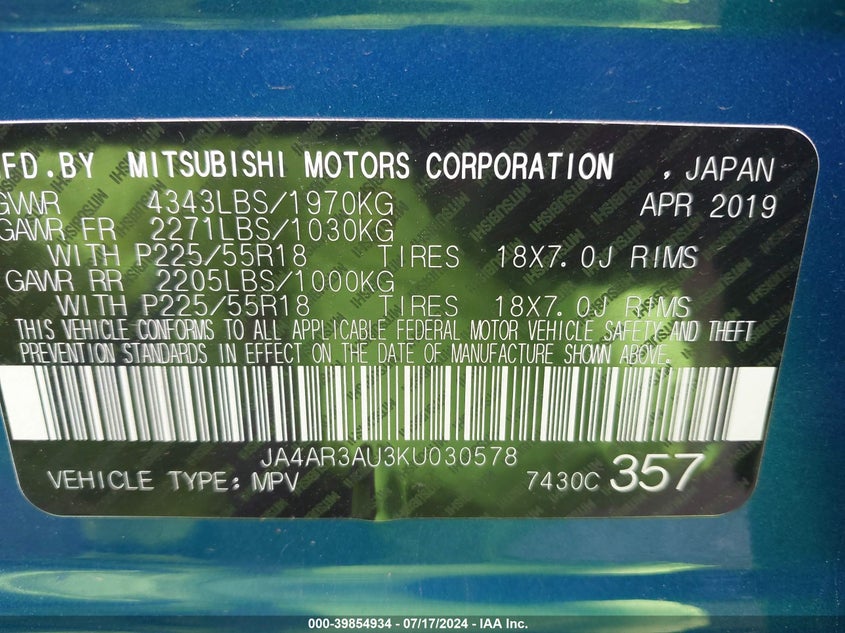 MFD.BY MITSUBISHI MOTORS CORPORATION , JAPAN
GVWR 4343LBS/1970KG APR 2019
GAWR FR 2271LBS/1030KG
WITH P225/55R18 TIRES 18X7.0J RIMS
GAWR RR 2205LBS/1000KG
WITH P225/55R18 TIRES 18X7.0J RIMS
THIS VEHICLE CONFORMS TO ALL APPLICABLE FEDERAL MOTOR VEHICLE SAFETY AND THEFT
PREVENTION STANDARDS IN EFFECT ON THE DATE OF MANUFACTURE SHOWN ABOVE.
JA4AR3AU3KU030578
VEHICLE TYPE: MPV 7430C 357
000-39854934 - 07/17/2024 - IAA Inc.